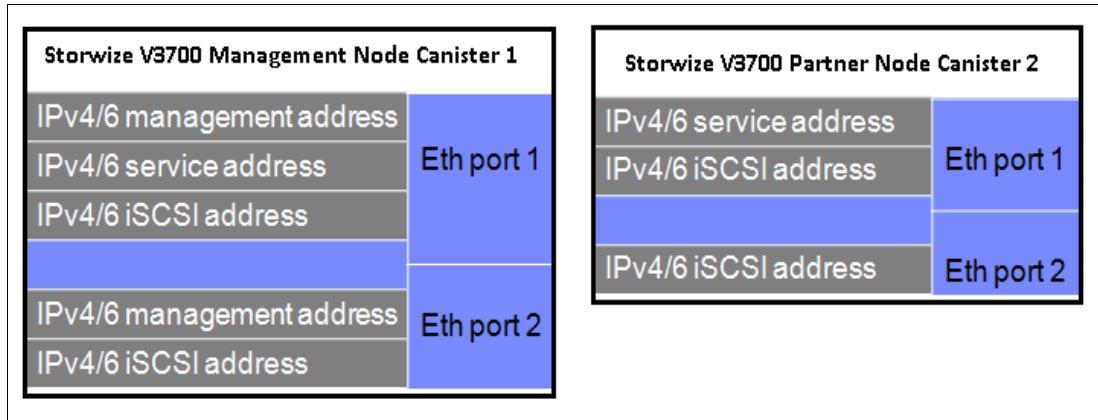 Storwize V3700 Management Node Canister 1
IPv4/6 management address
IPv4/6 service address
Eth port 1
IPv4/6 iSCSI address
IPv4/6 management address
Eth port 2
IPv4/6 iSCSI address
Storwize V3700 Partner Node Canister 2
IPv4/6 service address
Eth port 1
IPv4/6 iSCSI address
IPv4/6 iSCSI address
Eth port 2